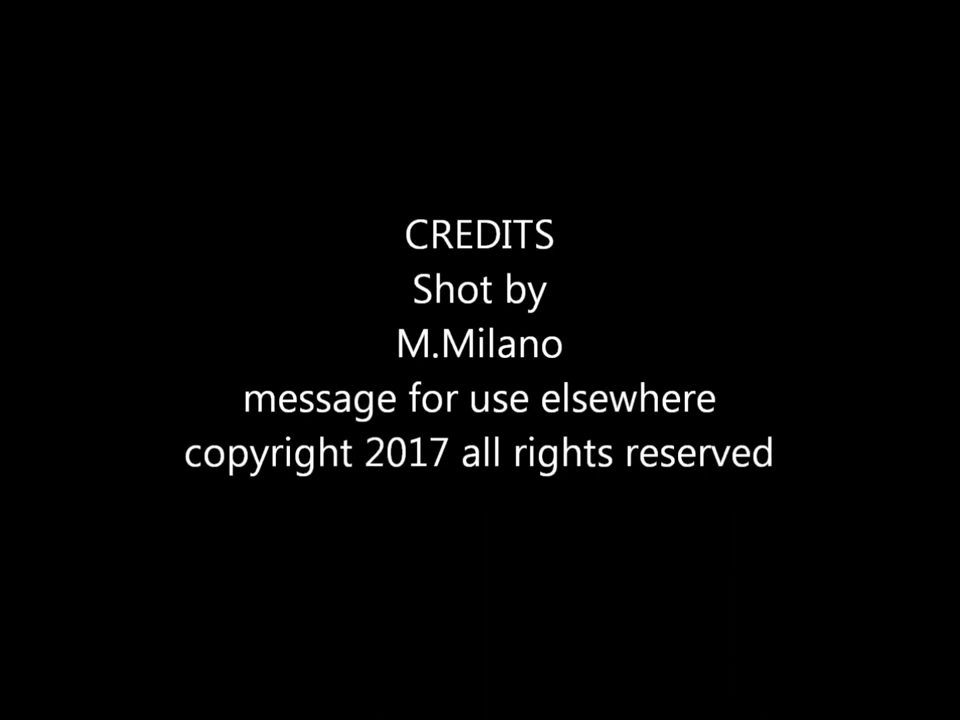 CREDITS
Shot by
M.Milano
message for use elsewhere
copyright 2017 all rights reserved